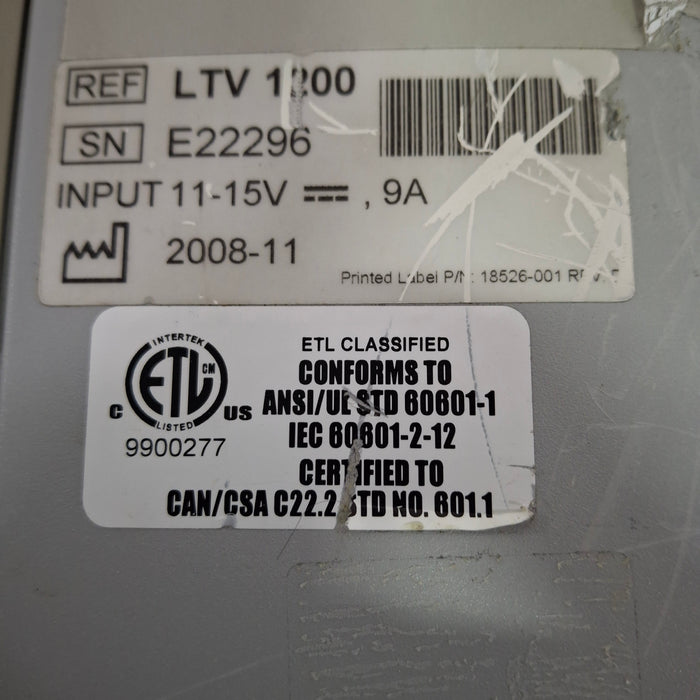 REF LTV 1200
SN E22296
INPUT 11-15V , 9A
2008-11
Printed Label P/N: 18526-001 REV.
INTERTEK
ETL CM
LISTED
C US
9900277
ETL CLASSIFIED
CONFORMS TO
ANSI/UL STD 60601-1
IEC 60601-2-12
CERTIFIED TO
CAN/CSA C22.2 STD NO. 601.1